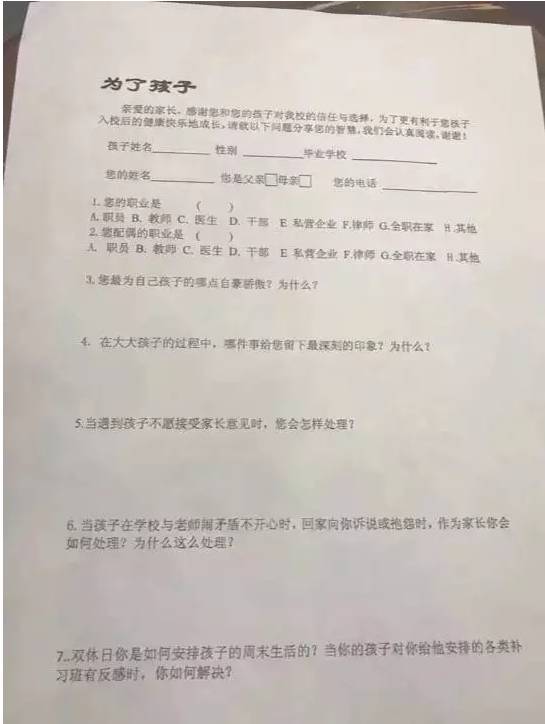 为了孩子
亲爱的家长，感谢您和您的孩子对我校的信任与选择，为了更有利于您孩子
入校后的健康快乐地成长，请就以下问题分享您的智慧，我们会认真阅读，谢谢！
孩子姓名________ 性别 ________毕业学校 ________
您的姓名________ 您是父亲□母亲□ 您的电话 ________
1. 您的职业是 （ ）
A. 职员 B. 教师 C. 医生 D. 干部 E 私营企业 F.律师 G.全职在家 H.其他
2. 您配偶的职业是 （ ）
A. 职员 B. 教师 C. 医生 D. 干部 E 私营企业 F.律师 G.全职在家 H.其他
3. 您最为自己孩子的哪点自豪骄傲？为什么？
4. 在大大孩子的过程中，哪件事给您留下最深刻的印象？为什么？
5.当遇到孩子不愿接受家长意见时，您会怎样处理？
6. 当孩子在学校与老师闹矛盾不开心时，回家向你诉说或抱怨时，作为家长你会
如何处理？为什么这么处理？
7..双休日你是如何安排孩子的周末生活的？当你的孩子对你给他安排的各类补
习班有反感时，你如何解决？